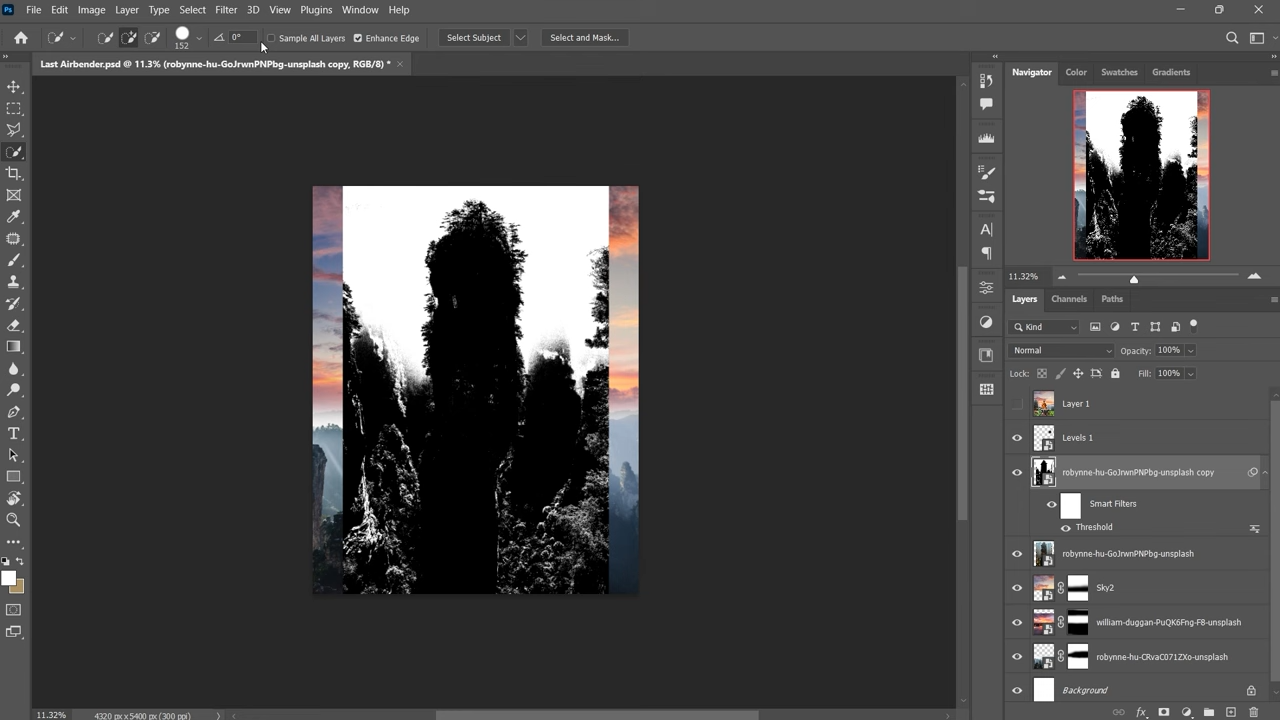 Ps File Edit Image Layer Type Select Filter 3D View Plugins Window Help
152 0° Sample All Layers Enhance Edge Select Subject Select and Mask...
Last Airbender.psd @ 11.3% (robynne-hu-GoJrwnPNPbg-unsplash copy, RGB/8) *
Navigator Color Swatches Gradients
11.32%
Layers Channels Paths
Kind
Normal Opacity: 100%
Lock: Fill: 100%
Layer 1
Levels 1
robynne-hu-GoJrwnPNPbg-unsplash copy
Smart Filters
Threshold
robynne-hu-GoJrwnPNPbg-unsplash
Sky2
william-duggan-PuQK6Fng-F8-unsplash
robynne-hu-CRvaC071ZXo-unsplash
Background
11.32% 4320 px x 5400 px (300 ppi)